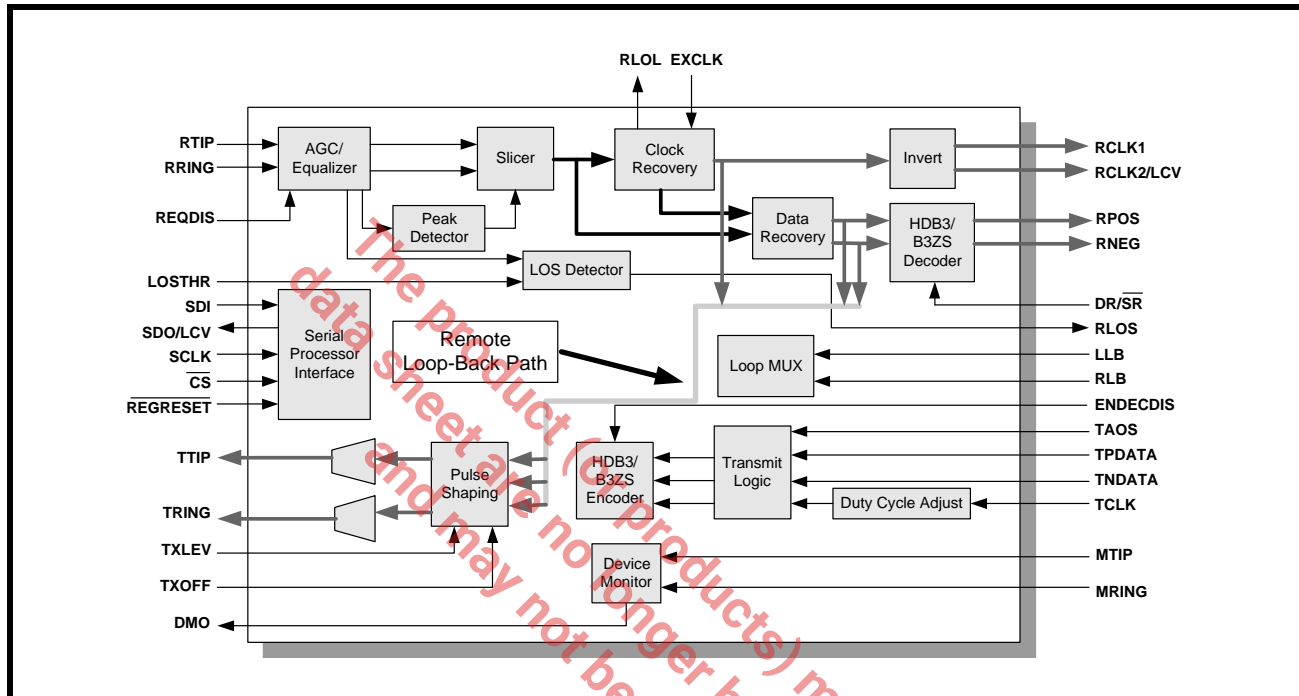 RLOL EXCLK
RTIP
RRING
REQDIS
LOSTHR
SDI
SDO/LCV
SCLK
CS
REGRESET
TTIP
TRING
TXLEV
TXOFF
DMO
AGC/
Equalizer
Slicer
Clock
Recovery
Invert
Peak
Detector
Data
Recovery
HDB3/
B3ZS
Decoder
LOS Detector
Serial
Processor
Interface
Remote
Loop-Back Path
Loop MUX
Pulse
Shaping
HDB3/
B3ZS
Encoder
Transmit
Logic
Duty Cycle Adjust
Device
Monitor
RCLK1
RCLK2/LCV
RPOS
RNEG
DR/SR
RLOS
LLB
RLB
ENDECDIS
TAOS
TPDATA
TNDATA
TCLK
MTIP
MRING
The product (or products) m
data sheet are no longer b
and may not be